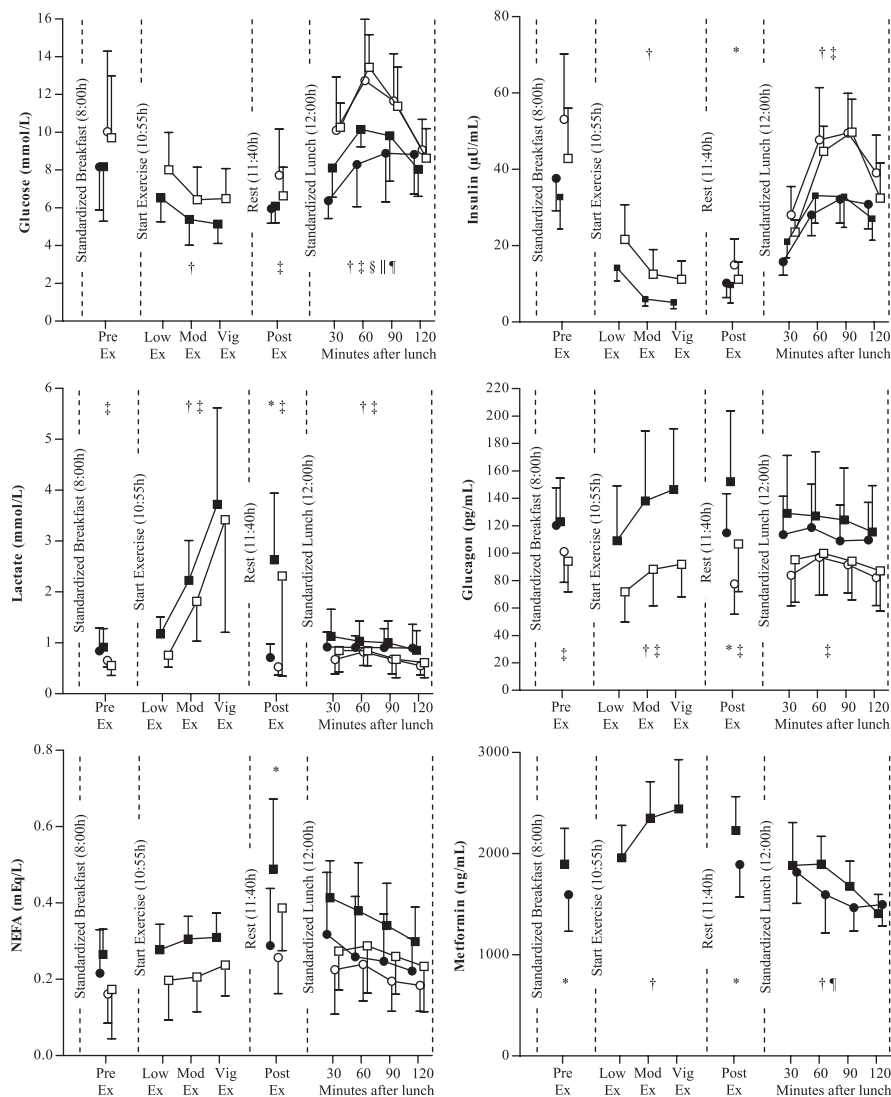 Glucose (mmol/L)
16
14
12
10
8
6
4
2
0
Standardized Breakfast (8:00h)
Start Exercise (10:55h)
Rest (11:40h)
Standardized Lunch (12:00h)
†
‡
† ‡ § || ¶
Pre Ex
Low Ex
Mod Ex
Vig Ex
Post Ex
30 60 90 120
Minutes after lunch
Insulin (µU/mL)
80
60
40
20
0
Standardized Breakfast (8:00h)
Start Exercise (10:55h)
Rest (11:40h)
Standardized Lunch (12:00h)
†
*
† ‡
Pre Ex
Low Ex
Mod Ex
Vig Ex
Post Ex
30 60 90 120
Minutes after lunch
Lactate (mmol/L)
6
5
4
3
2
1
0
Standardized Breakfast (8:00h)
Start Exercise (10:55h)
Rest (11:40h)
Standardized Lunch (12:00h)
‡
† ‡
* ‡
† ‡
Pre Ex
Low Ex
Mod Ex
Vig Ex
Post Ex
30 60 90 120
Minutes after lunch
Glucagon (pg/mL)
220
200
180
160
140
120
100
80
60
40
20
0
Standardized Breakfast (8:00h)
Start Exercise (10:55h)
Rest (11:40h)
Standardized Lunch (12:00h)
‡
† ‡
* ‡
‡
Pre Ex
Low Ex
Mod Ex
Vig Ex
Post Ex
30 60 90 120
Minutes after lunch
NEFA (mEq/L)
0.8
0.6
0.4
0.2
0.0
Standardized Breakfast (8:00h)
Start Exercise (10:55h)
Rest (11:40h)
Standardized Lunch (12:00h)
*
Pre Ex
Low Ex
Mod Ex
Vig Ex
Post Ex
30 60 90 120
Minutes after lunch
Metformin (ng/mL)
3000
2000
1000
0
Standardized Breakfast (8:00h)
Start Exercise (10:55h)
Rest (11:40h)
Standardized Lunch (12:00h)
*
†
*
† ¶
Pre Ex
Low Ex
Mod Ex
Vig Ex
Post Ex
30 60 90 120
Minutes after lunch